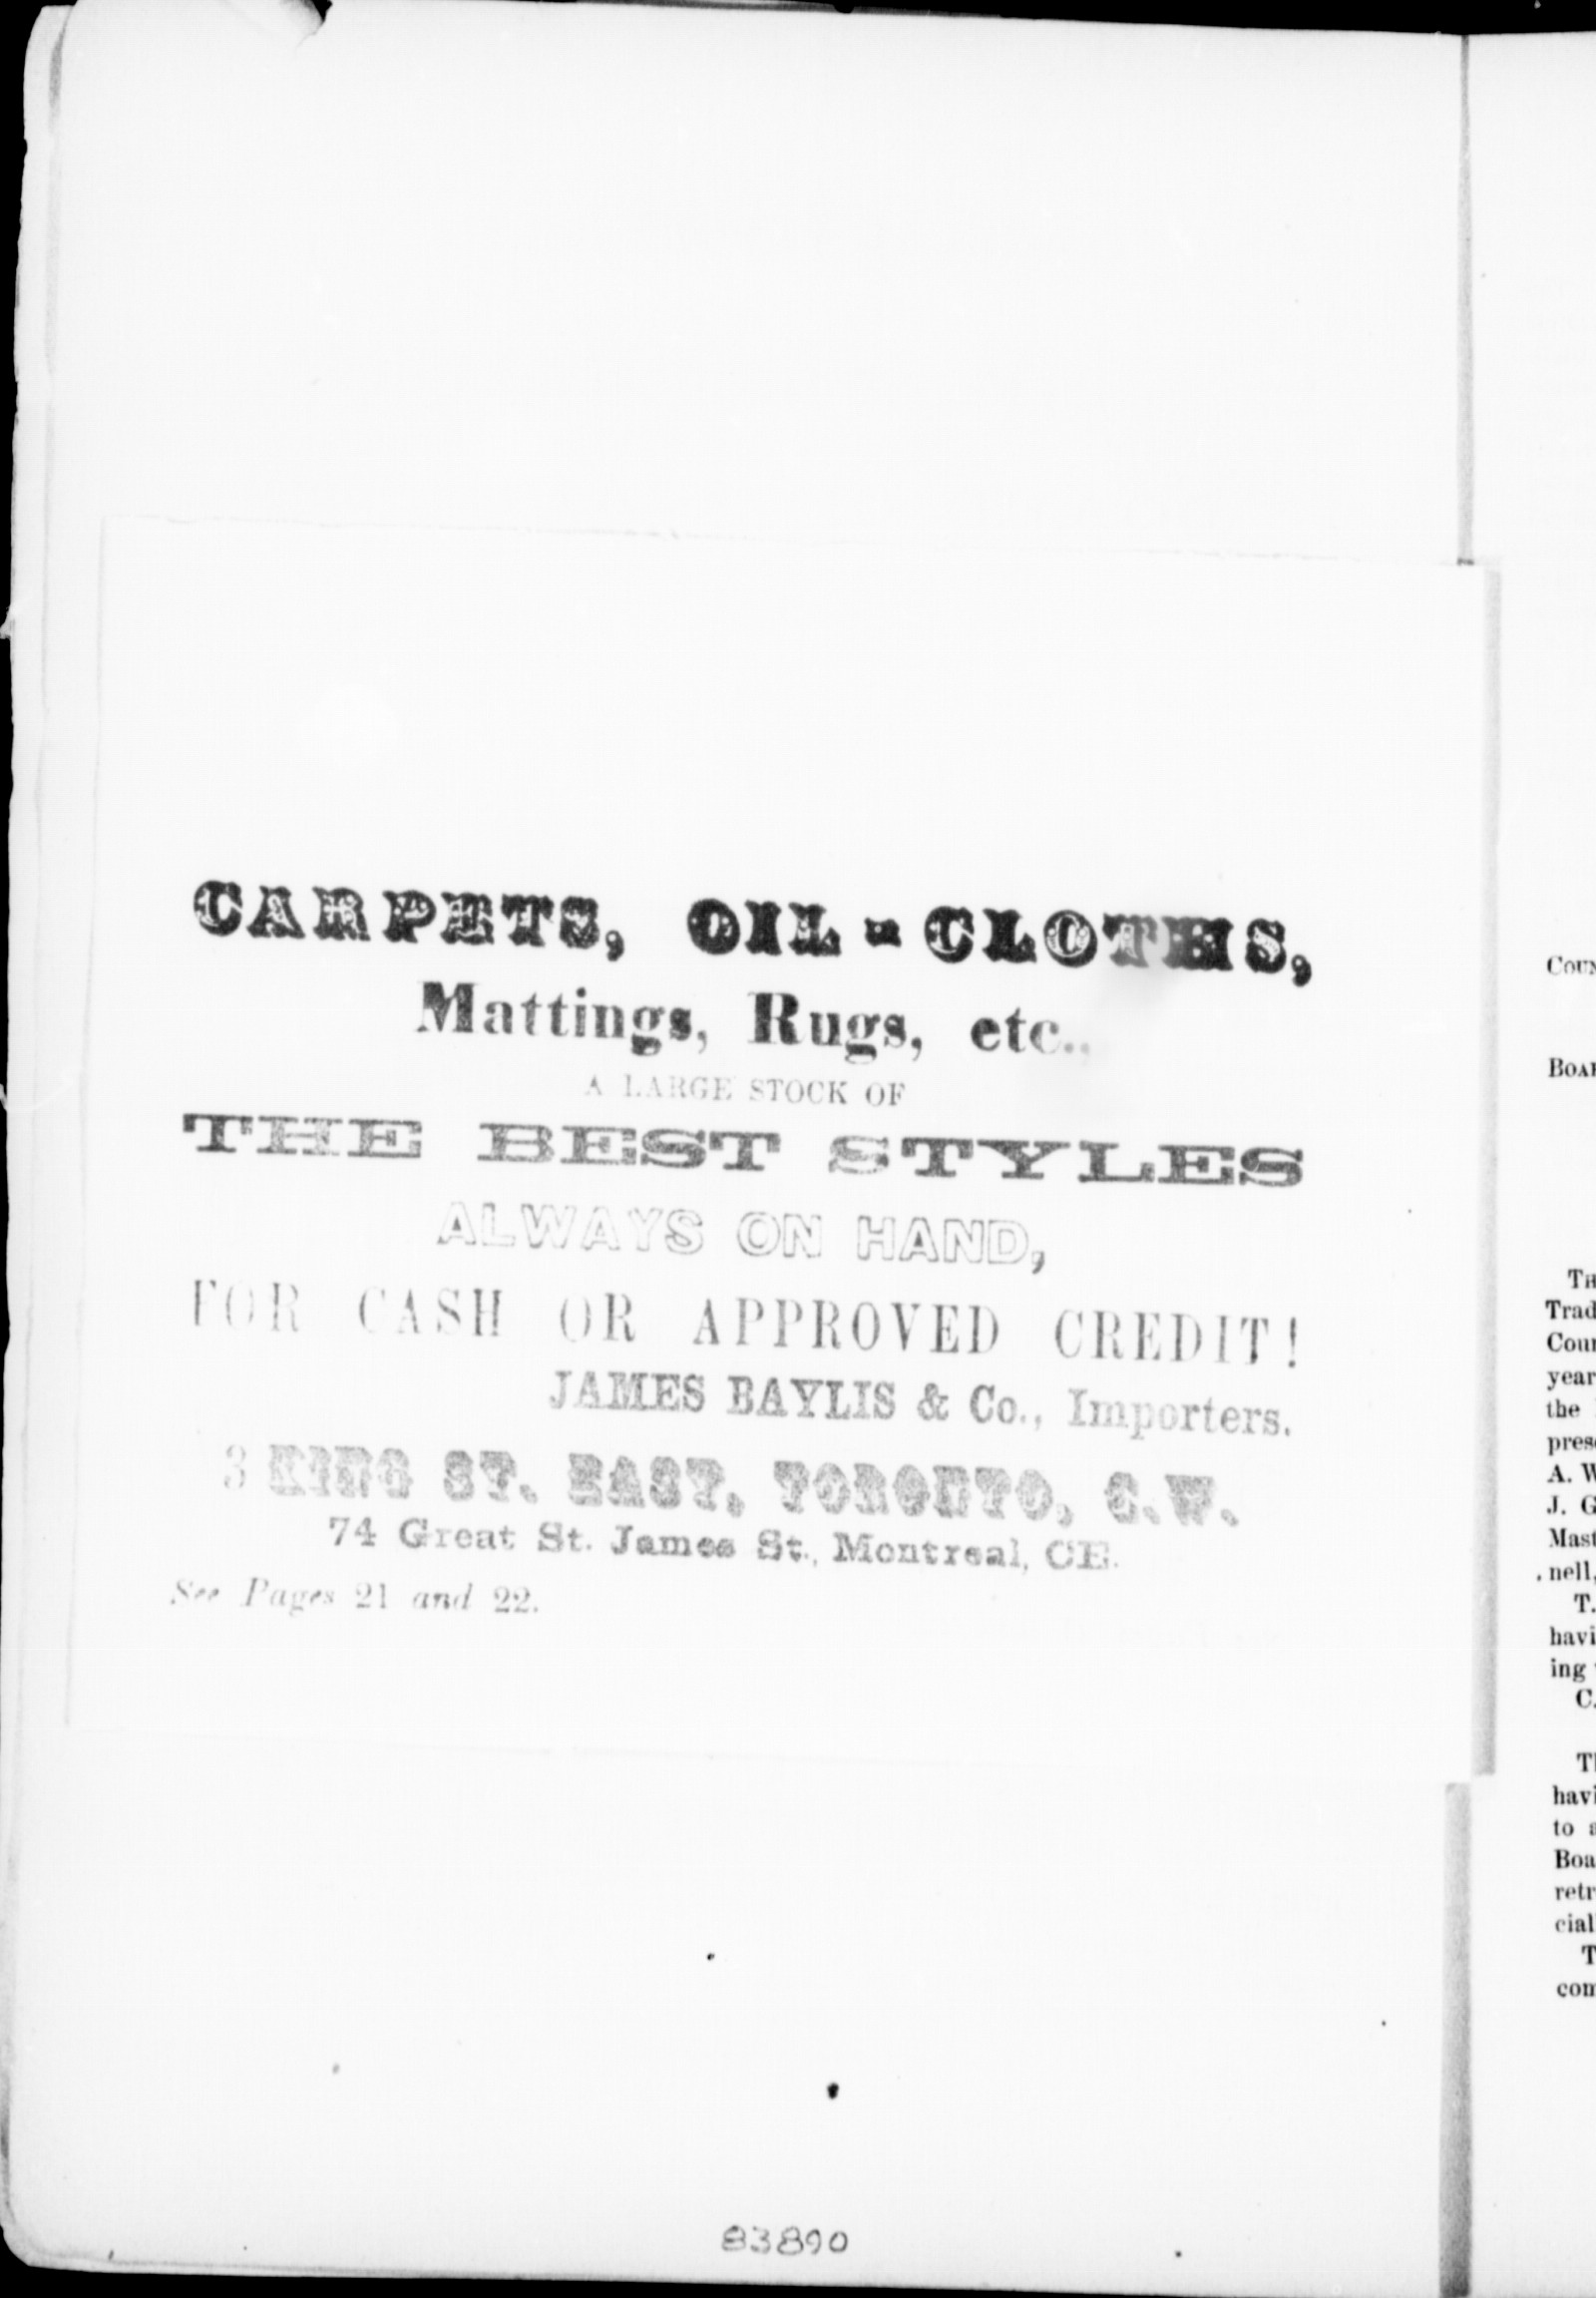 CARPETS, OIL-CLOTHS,
Mattings, Rugs, etc.,
A LARGE STOCK OF
THE BEST STYLES
ALWAYS ON HAND,
FOR CASH OR APPROVED CREDIT!
JAMES BAYLIS & Co., Importers.
3 KING ST. EAST, TORONTO, C.W.
74 Great St. James St., Montreal, CE.
See Pages 21 and 22.
83890
Trad
year
the
A. W
J. G
Mast
nell,
T.
havi
ing
C.
havi
to a
Boa
retr
cial
T
com